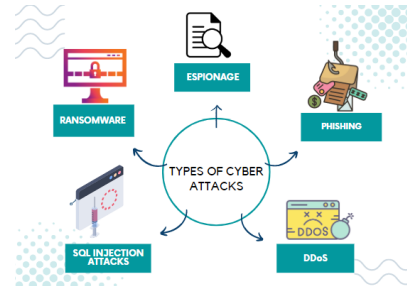 ESPIONAGE
RANSOMWARE
PHISHING
TYPES OF CYBER
ATTACKS
DDOS
SQL INJECTION
ATTACKS
DDoS